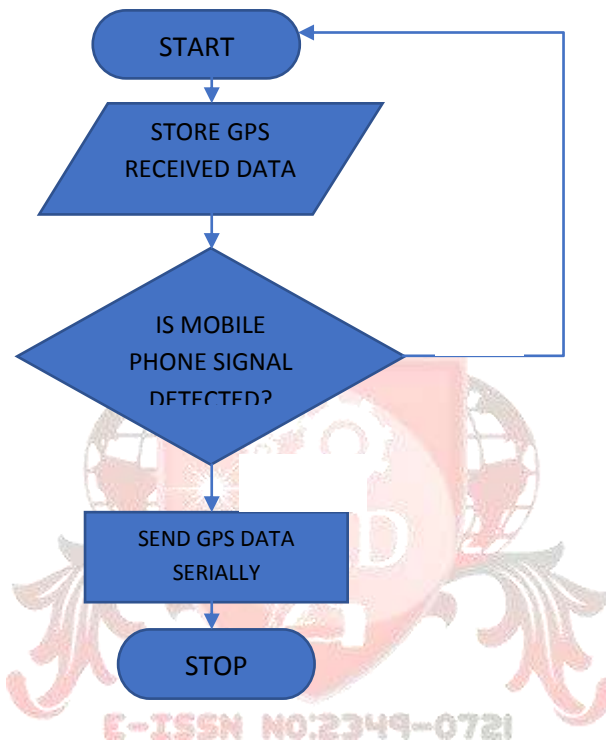 START
STORE GPS
RECEIVED DATA
IS MOBILE
PHONE SIGNAL
DETECTED?
D
SEND GPS DATA
SERIALLY
STOP
E-ISSN NO:2349-0721